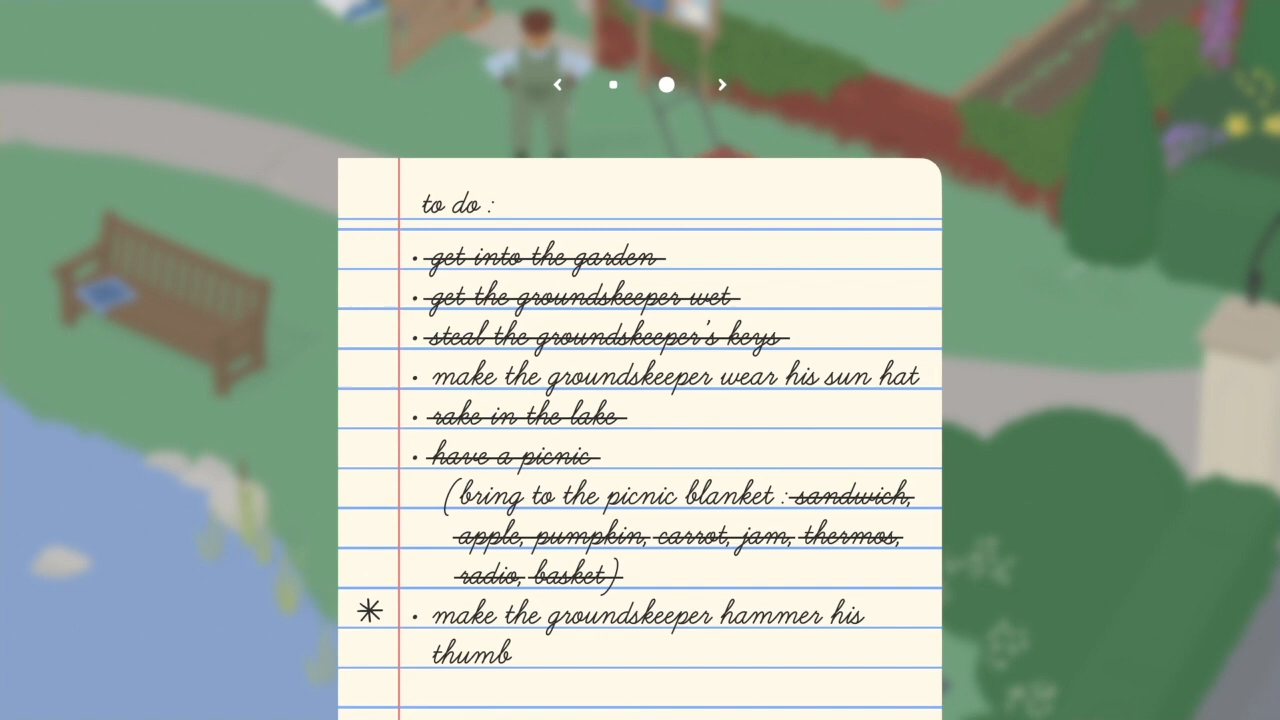 to do :
• get into the garden
• get the groundskeeper wet
• steal the groundskeeper's keys
• make the groundskeeper wear his sun hat
• rake in the lake
• have a picnic
(bring to the picnic blanket : sandwich,
apple, pumpkin, carrot, jam, thermos,
radio, basket)
• make the groundskeeper hammer his
thumb